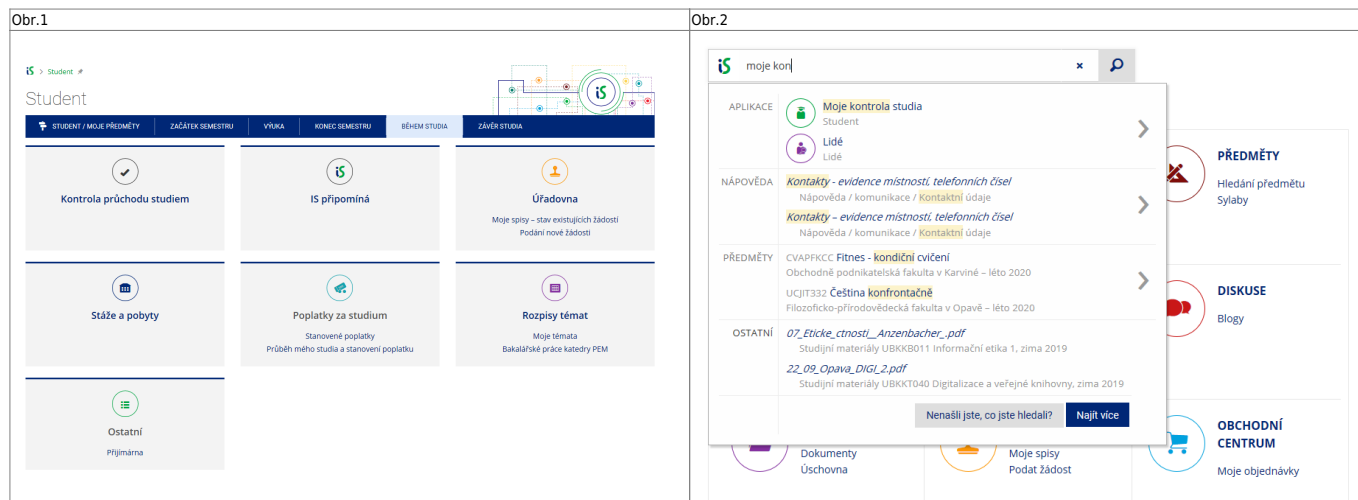 Obr.1
iS > Student
Student
STUDENT / MOJE PŘEDMĚTY ZAČÁTEK SEMESTRU VÝUKA KONEC SEMESTRU BĚHEM STUDIA ZÁVĚR STUDIA
iS
Kontrola průchodu studiem
iS
IS připomíná
Úřadovna
Moje spisy – stav existujících žádostí
Podání nové žádosti
Stáže a pobyty
Poplatky za studium
Stanovené poplatky
Průběh mého studia a stanovení poplatku
Rozpisy témat
Moje témata
Bakalářské práce katedry PEM
Ostatní
Přijímárna
Obr.2
iS moje kon ×
APLIKACE
Moje kontrola studia
Student
Lidé
Lidé
NÁPOVĚDA
Kontakty - evidence místností, telefonních čísel
Nápověda / komunikace / Kontaktní údaje
Kontakty – evidence místností, telefonních čísel
Nápověda / komunikace / Kontaktní údaje
PŘEDMĚTY
CVAPFKCC Fitnes - kondiční cvičení
Obchodně podnikatelská fakulta v Karviné – léto 2020
UCJIT332 Čeština konfrontačně
Filozoficko-přírodovědecká fakulta v Opavě – léto 2020
OSTATNÍ
07_Eticke_ctnosti__Anzenbacher_.pdf
Studijní materiály UBKKB011 Informační etika 1, zima 2019
22_09_Opava_DIGI_2.pdf
Studijní materiály UBKKT040 Digitalizace a veřejné knihovny, zima 2019
Nenašli jste, co jste hledali? Najít více
PŘEDMĚTY
Hledání předmětu
Sylaby
DISKUSE
Blogy
Dokumenty
Úschovna
Moje spisy
Podat žádost
OBCHODNÍ
CENTRUM
Moje objednávky